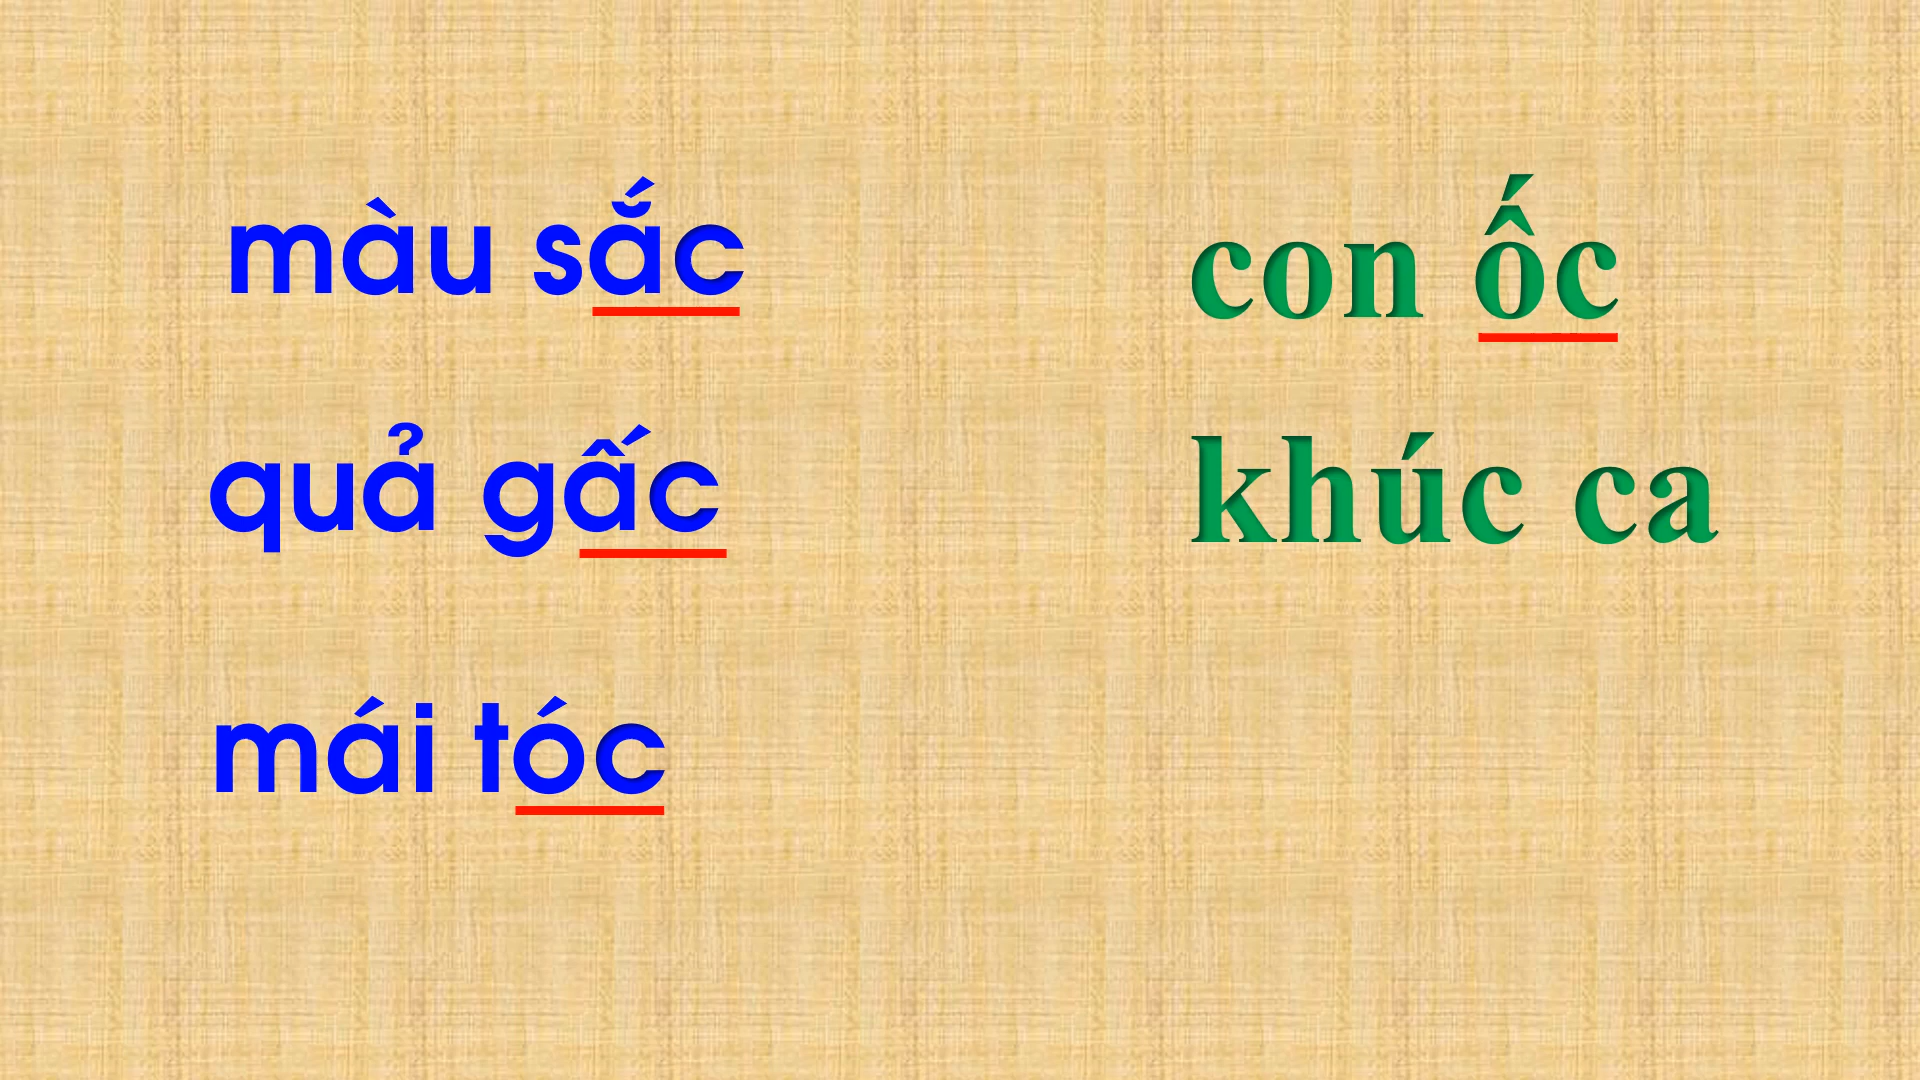 màu sắc
quả gấc
mái tóc
con ốc
khúc ca